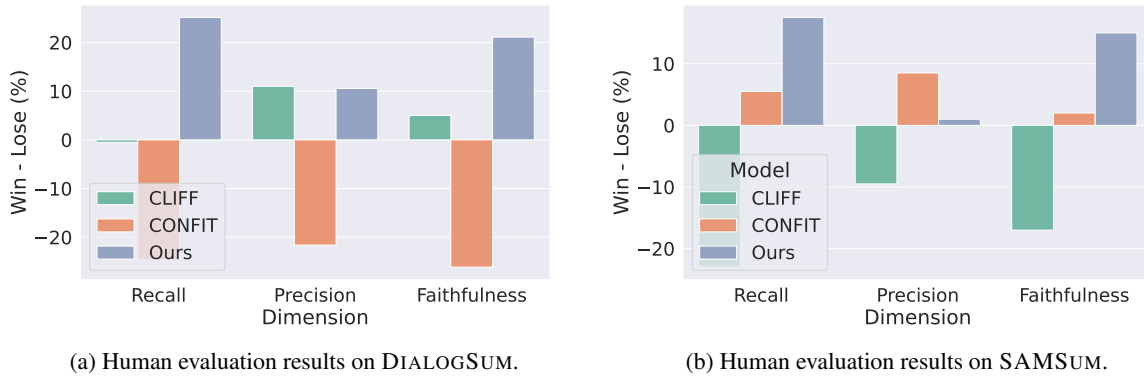 Win - Lose (%)
20
10
0
−10
−20
CLIFF
CONFIT
Ours
Recall
Precision
Faithfulness
Dimension
(a) Human evaluation results on DIALOGSUM.
Win - Lose (%)
10
0
−10
−20
Model
CLIFF
CONFIT
Ours
Recall
Precision
Faithfulness
Dimension
(b) Human evaluation results on SAMSUM.